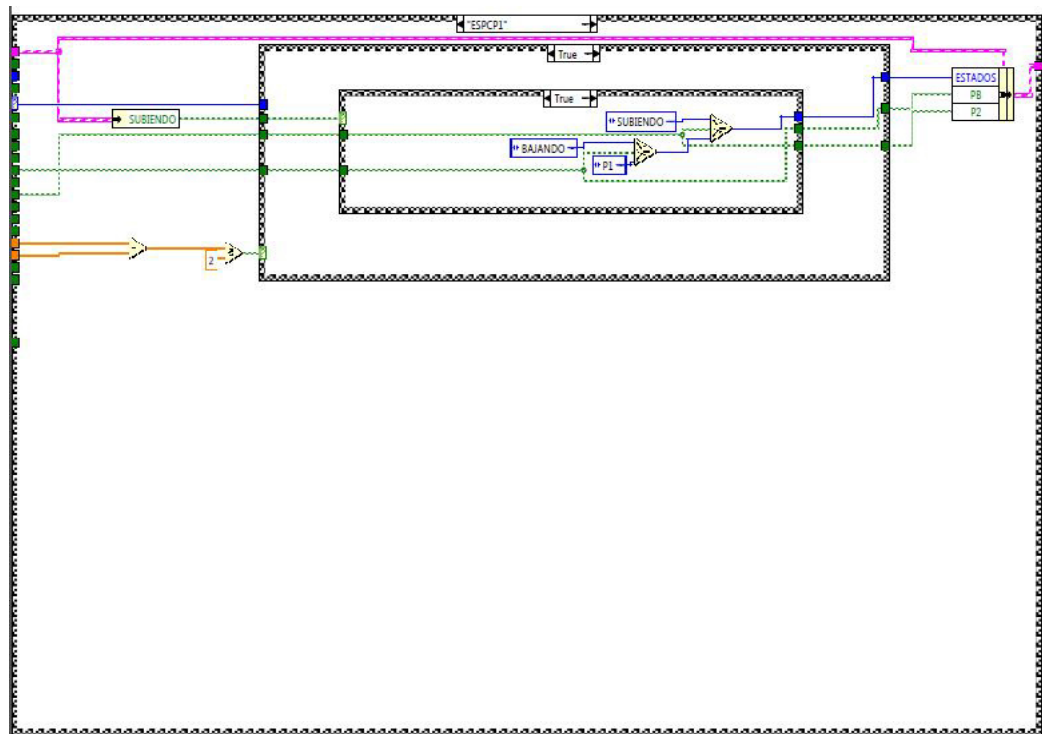 "ESPCP1"
True
True
ESTADOS
PB
P2
SUBIENDO
SUBIENDO
BAJANDO
P1
2